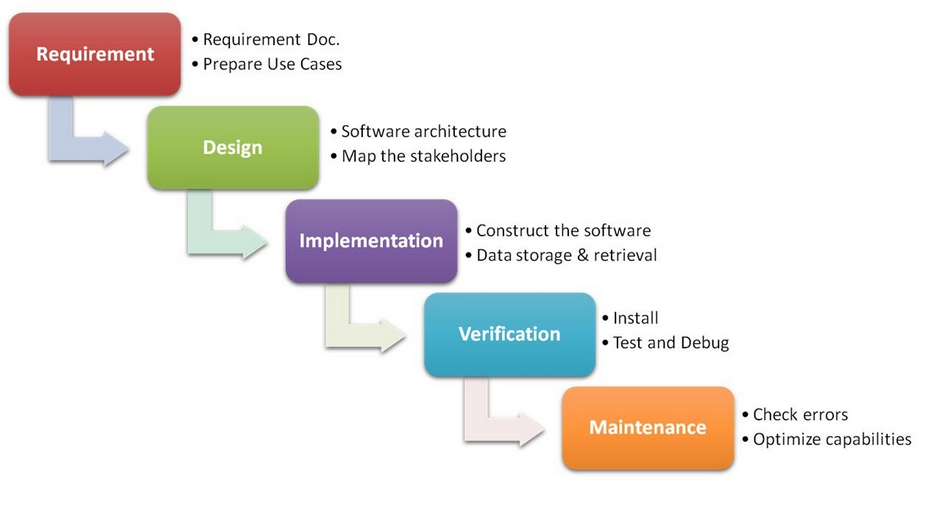 Requirement
• Requirement Doc.
• Prepare Use Cases
Design
• Software architecture
• Map the stakeholders
Implementation
• Construct the software
• Data storage & retrieval
Verification
• Install
• Test and Debug
Maintenance
• Check errors
• Optimize capabilities